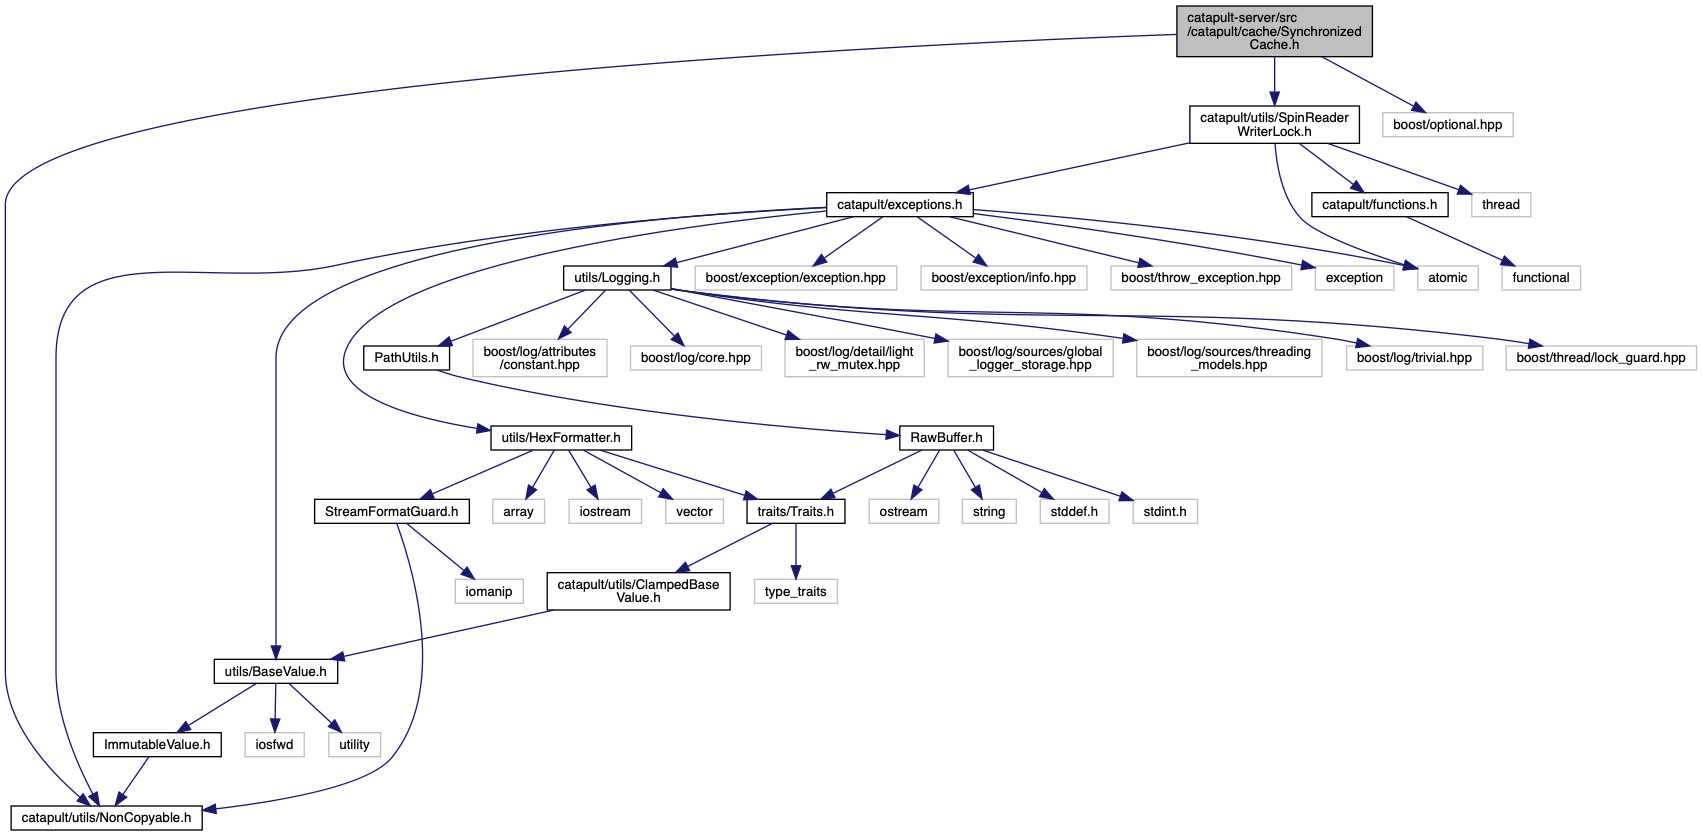 catapult-server/src
/catapult/cache/Synchronized
Cache.h
catapult/utils/SpinReader
WriterLock.h
boost/optional.hpp
catapult/exceptions.h
catapult/functions.h
thread
utils/Logging.h
boost/exception/exception.hpp
boost/exception/info.hpp
boost/throw_exception.hpp
exception
atomic
functional
PathUtils.h
boost/log/attributes
/constant.hpp
boost/log/core.hpp
boost/log/detail/light
_rw_mutex.hpp
boost/log/sources/global
_logger_storage.hpp
boost/log/sources/threading
_models.hpp
boost/log/trivial.hpp
boost/thread/lock_guard.hpp
utils/HexFormatter.h
RawBuffer.h
StreamFormatGuard.h
array
iostream
vector
traits/Traits.h
ostream
string
stddef.h
stdint.h
iomanip
catapult/utils/ClampedBase
Value.h
type_traits
utils/BaseValue.h
ImmutableValue.h
iosfwd
utility
catapult/utils/NonCopyable.h